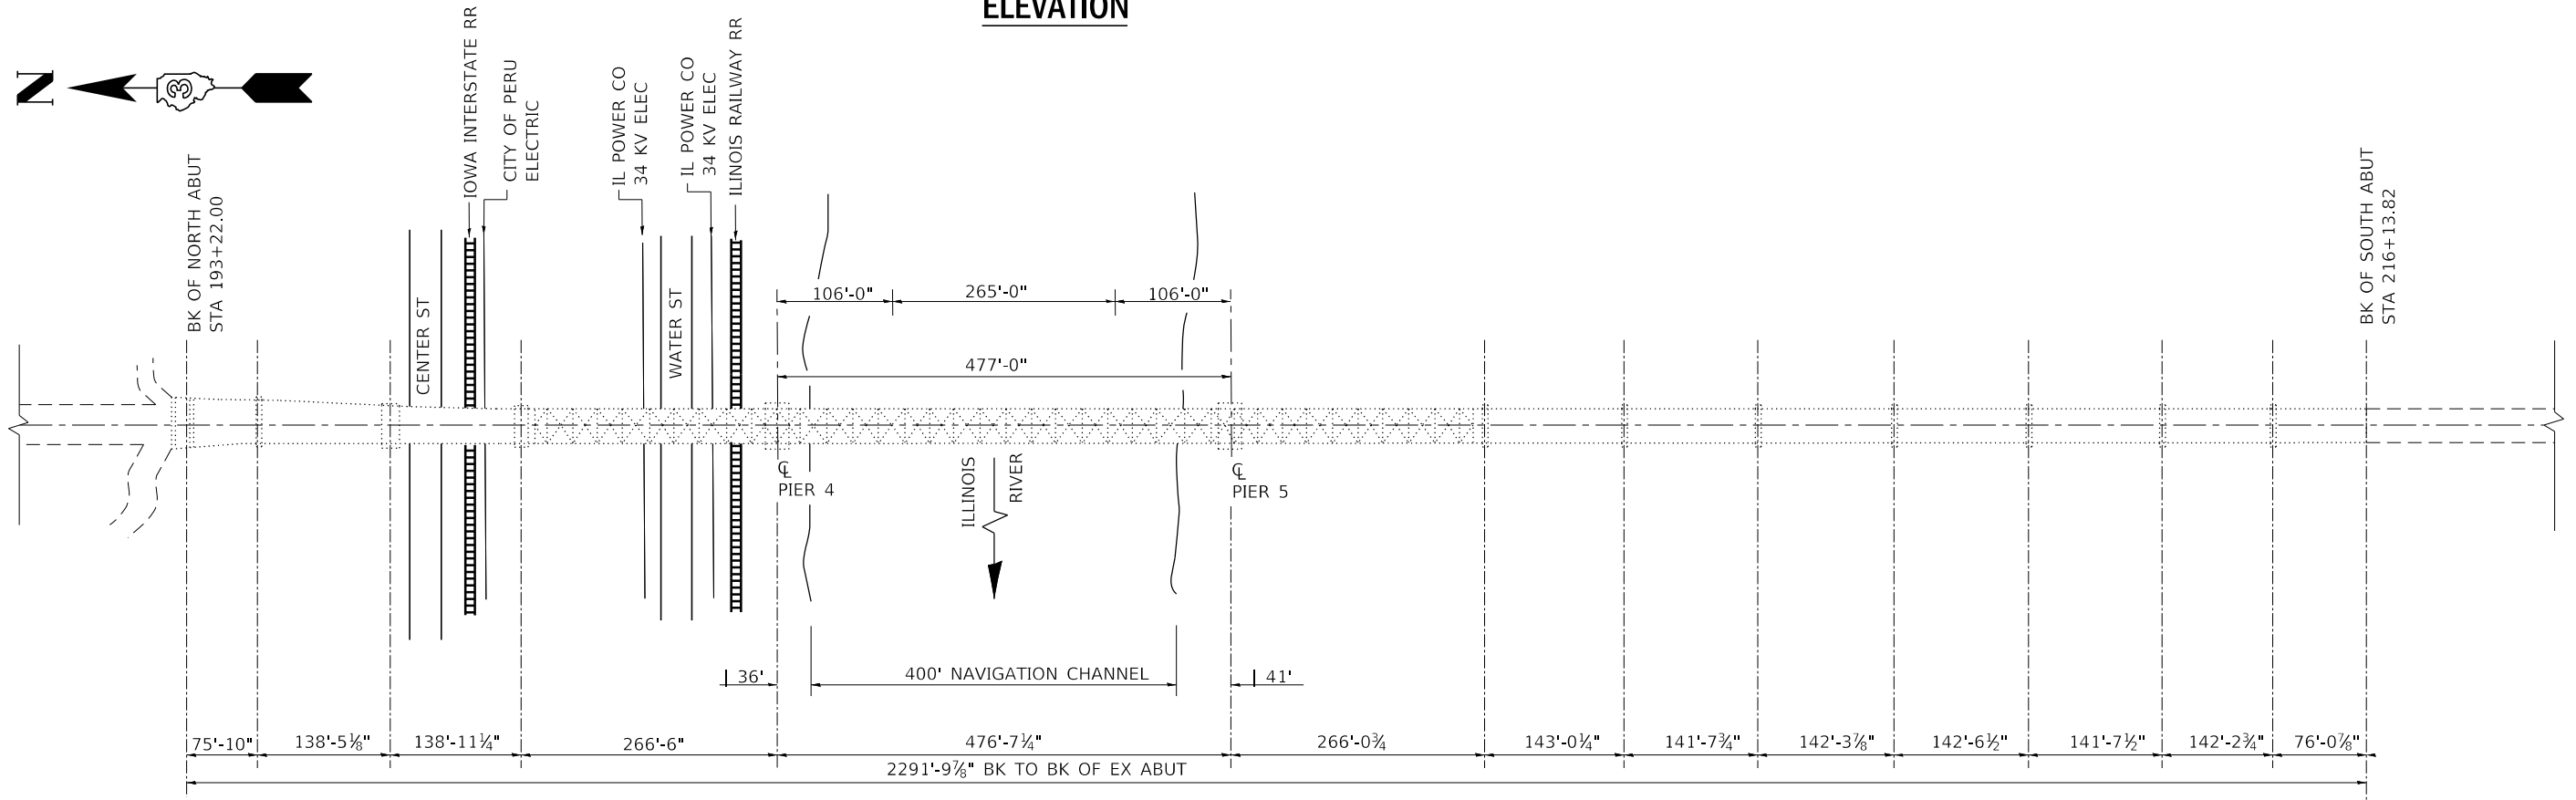 ELEVATION
N
3
BK OF NORTH ABUT
STA 193+22.00
CENTER ST
IOWA INTERSTATE RR
CITY OF PERU
ELECTRIC
IL POWER CO
34 KV ELEC
WATER ST
IL POWER CO
34 KV ELEC
ILINOIS RAILWAY RR
106'-0"
265'-0"
106'-0"
477'-0"
BK OF SOUTH ABUT
STA 216+13.82
℄
PIER 4
ILLINOIS
RIVER
℄
PIER 5
36'
400' NAVIGATION CHANNEL
41'
75'-10"
138'-5⅛"
138'-11¼"
266'-6"
476'-7¼"
266'-0¾
143'-0¼"
141'-7¾"
142'-3⅞"
142'-6½"
141'-7½"
142'-2¾"
76'-0⅞"
2291'-9⅞" BK TO BK OF EX ABUT